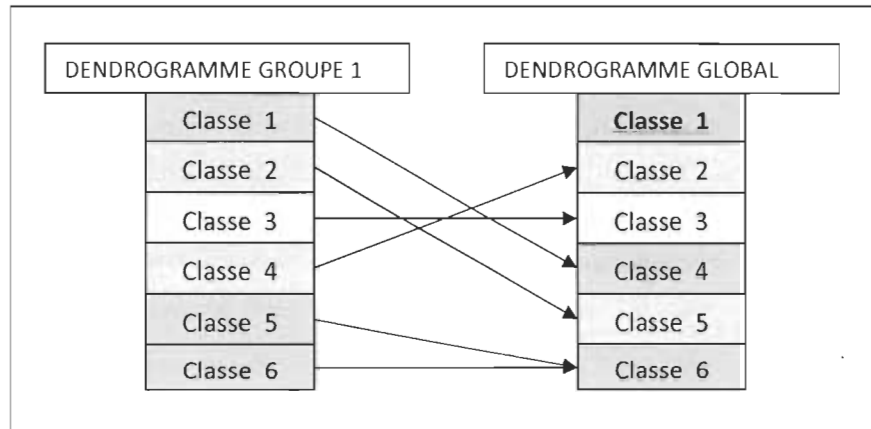 DENDROGRAMME GROUPE 1
Classe 1
Classe 2
Classe 3
Classe 4
Classe 5
Classe 6
DENDROGRAMME GLOBAL
Classe 1
Classe 2
Classe 3
Classe 4
Classe 5
Classe 6